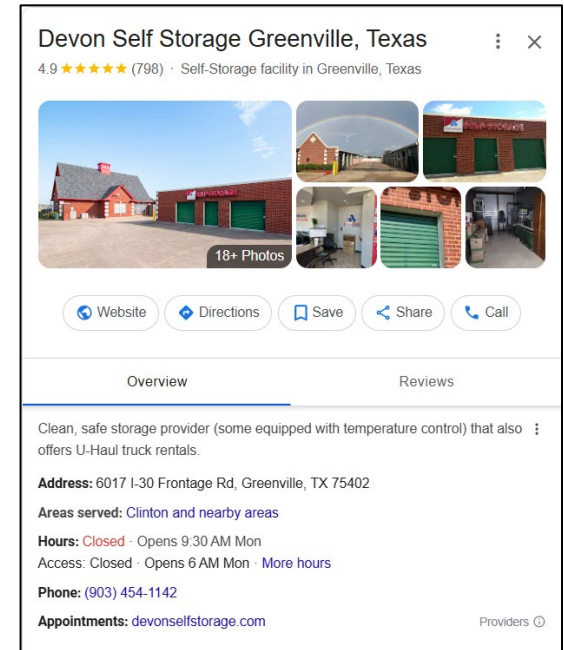 Devon Self Storage Greenville, Texas
4.9 ★★★★★ (798) · Self-Storage facility in Greenville, Texas
SELF-STORAGE
18+ Photos
Website
Directions
Save
Share
Call
Overview
Reviews
Clean, safe storage provider (some equipped with temperature control) that also
offers U-Haul truck rentals.
Address: 6017 I-30 Frontage Rd, Greenville, TX 75402
Areas served: Clinton and nearby areas
Hours: Closed · Opens 9:30 AM Mon
Access: Closed · Opens 6 AM Mon · More hours
Phone: (903) 454-1142
Appointments: devonselfstorage.com
Providers